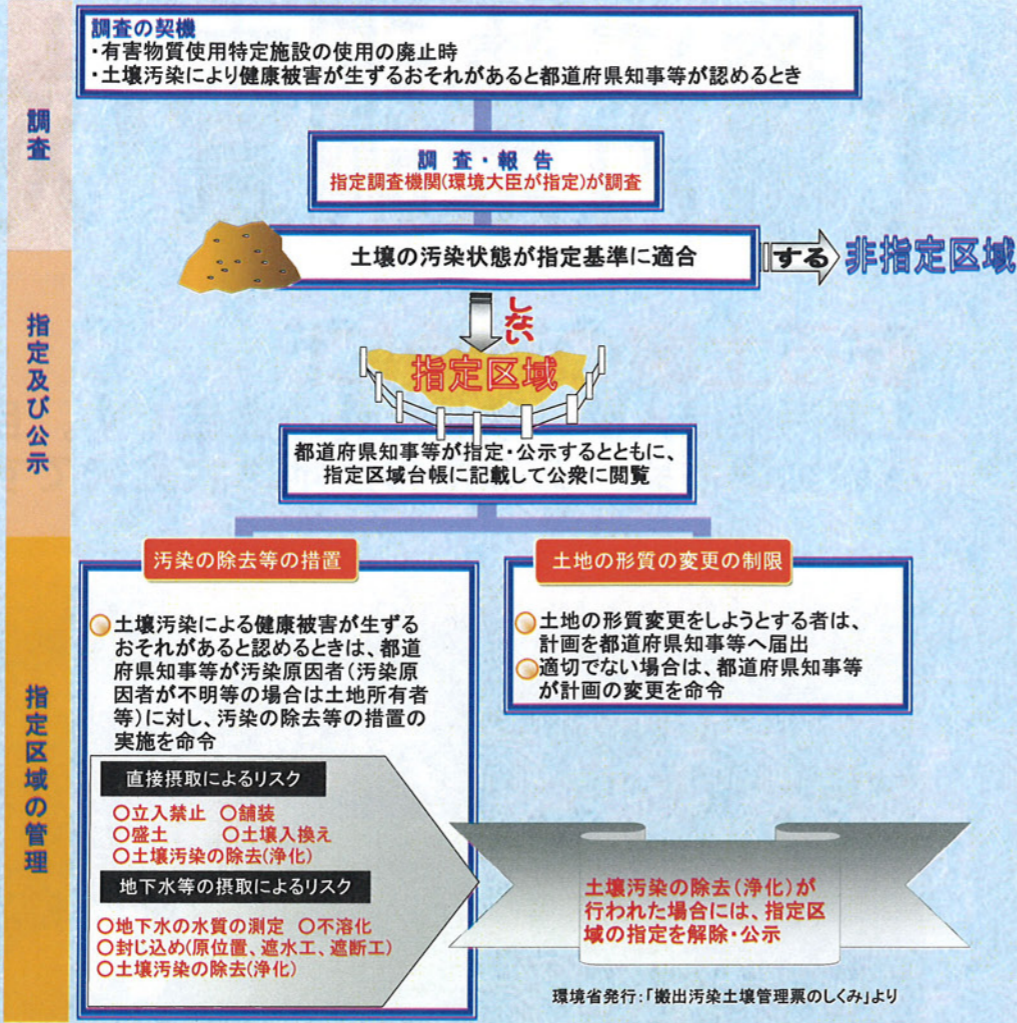 調査
調査の契機
・有害物質使用特定施設の使用の廃止時
・土壌汚染により健康被害が生ずるおそれがあると都道府県知事等が認めるとき
調査・報告
指定調査機関(環境大臣が指定)が調査
土壌の汚染状態が指定基準に適合
する
非指定区域
しない
指定及び公示
指定区域
都道府県知事等が指定・公示するとともに、
指定区域台帳に記載して公衆に閲覧
指定区域の管理
汚染の除去等の措置
土壌汚染による健康被害が生ずる
おそれがあると認めるときは、都道
府県知事等が汚染原因者(汚染原
因者が不明等の場合は土地所有者
等)に対し、汚染の除去等の措置の
実施を命令
直接摂取によるリスク
○立入禁止 ○舗装
○盛土 ○土壌入換え
○土壌汚染の除去(浄化)
地下水等の摂取によるリスク
○地下水の水質の測定 ○不溶化
○封じ込め(原位置、遮水工、遮断工)
○土壌汚染の除去(浄化)
土地の形質の変更の制限
土地の形質変更をしようとする者は、
計画を都道府県知事等へ届出
適切でない場合は、都道府県知事等
が計画の変更を命令
土壌汚染の除去(浄化)が
行われた場合には、指定区
域の指定を解除・公示
環境省発行:「搬出汚染土壌管理票のしくみ」より